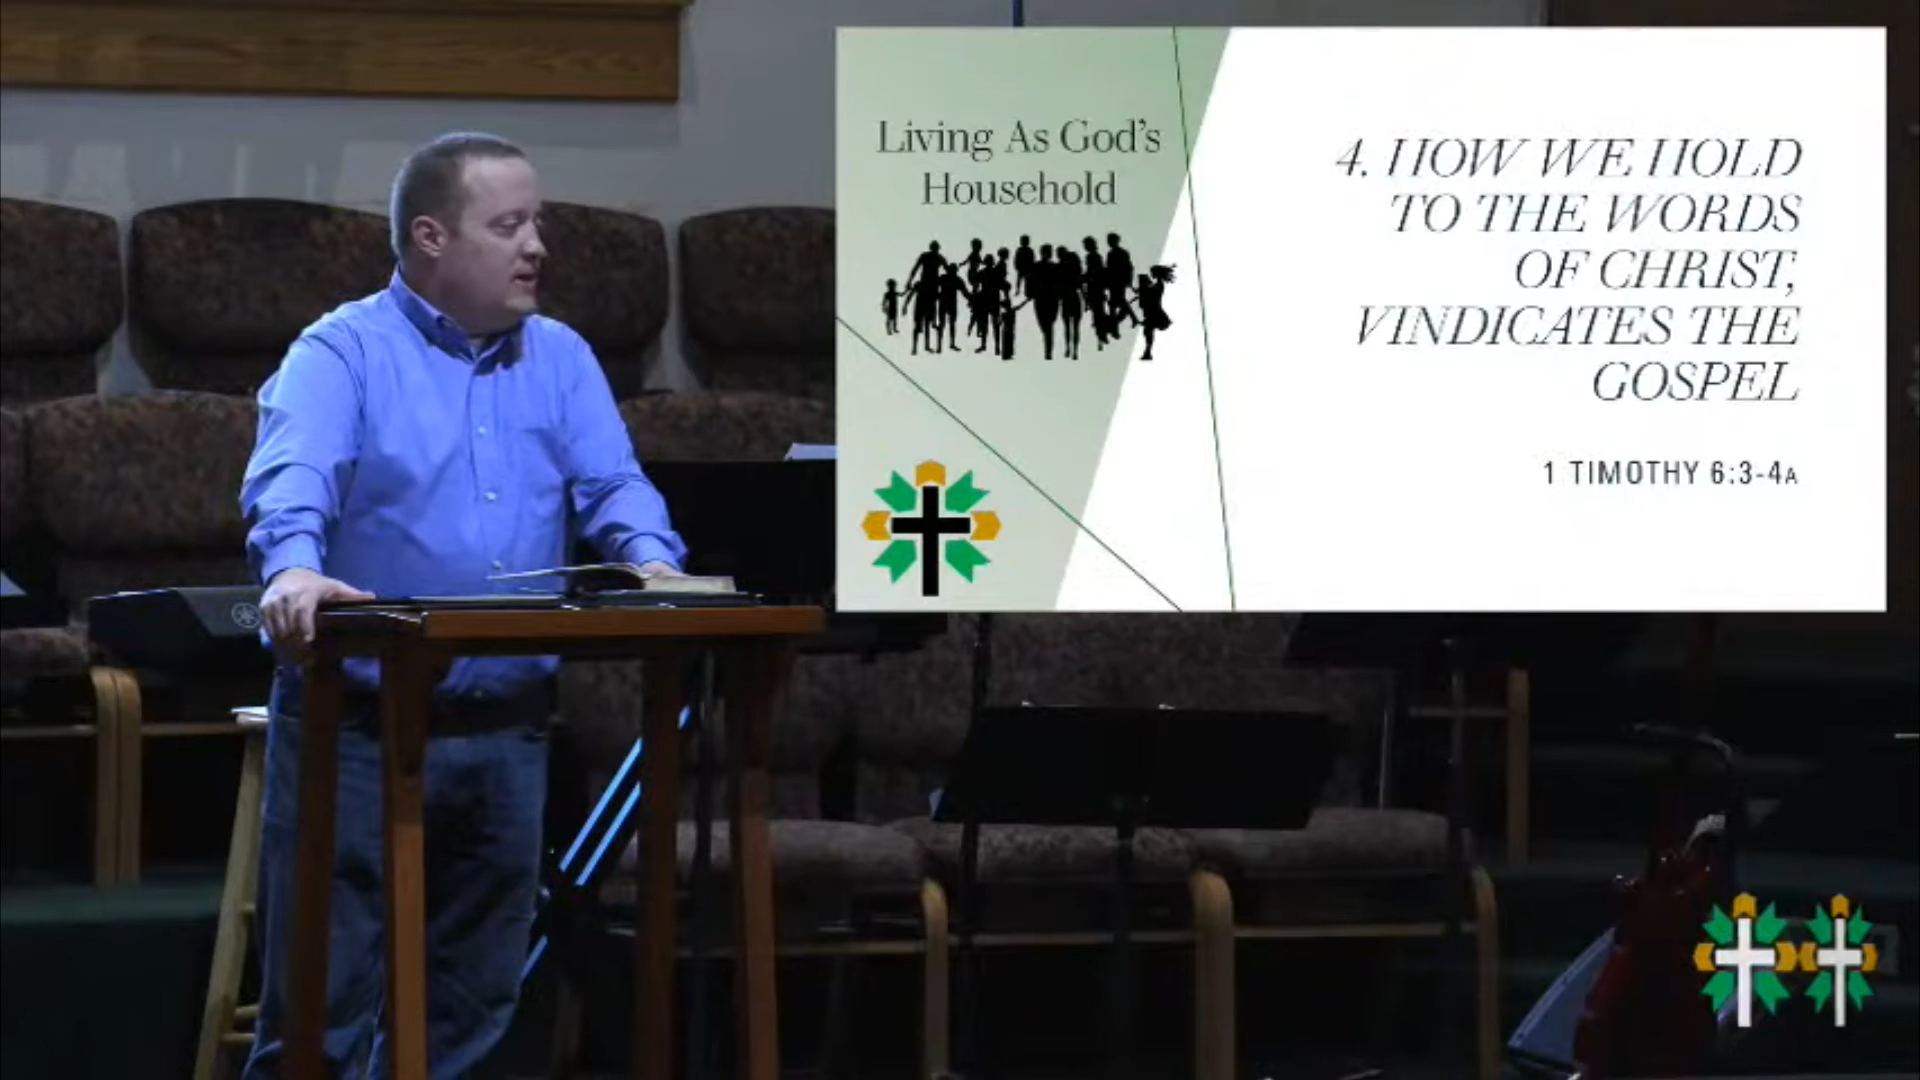 Living As God's
Household
4. HOW WE HOLD
TO THE WORDS
OF CHRIST,
VINDICATES THE
GOSPEL
1 TIMOTHY 6:3-4A